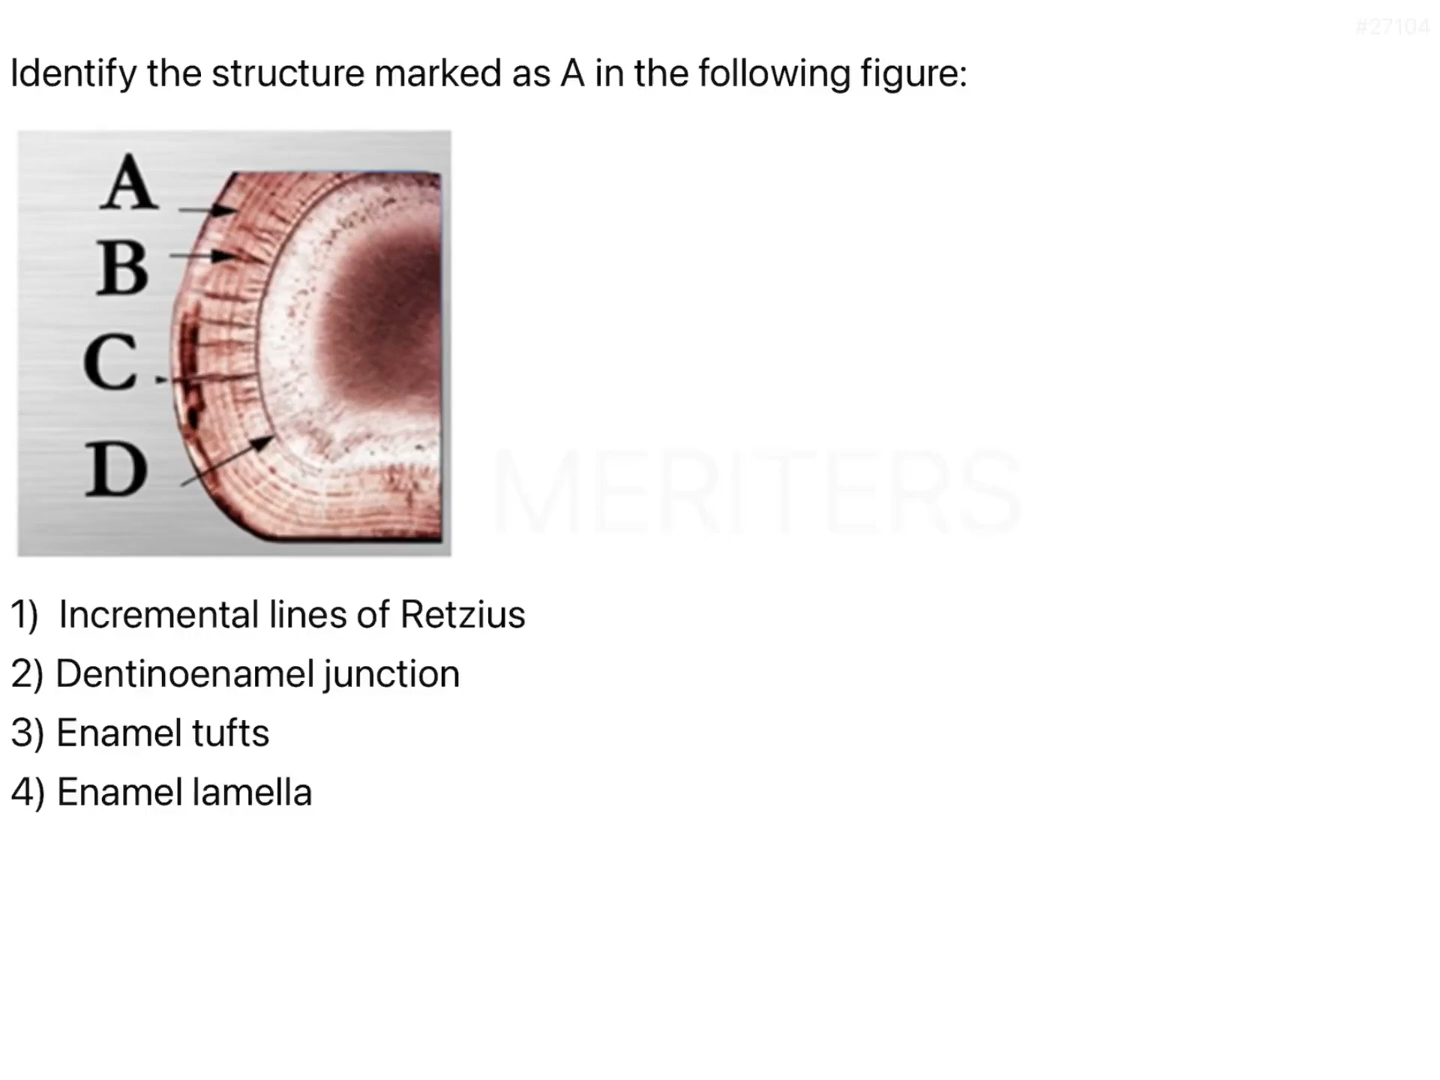 #27104
Identify the structure marked as A in the following figure:
A
B
C
D
MERITERS
1) Incremental lines of Retzius
2) Dentinoenamel junction
3) Enamel tufts
4) Enamel lamella